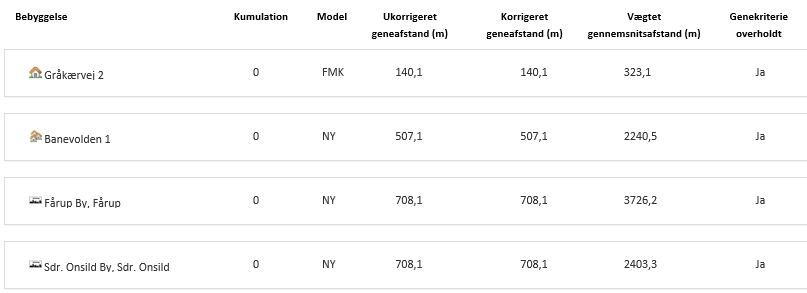 Bebyggelse Kumulation Model Ukorrigeret geneafstand (m) Korrigeret geneafstand (m) Vægtet gennemsnitsafstand (m) Genekriterie overholdt
Gråkærvej 2 0 FMK 140,1 140,1 323,1 Ja
Banevolden 1 0 NY 507,1 507,1 2240,5 Ja
Fårup By, Fårup 0 NY 708,1 708,1 3726,2 Ja
Sdr. Onsild By, Sdr. Onsild 0 NY 708,1 708,1 2403,3 Ja